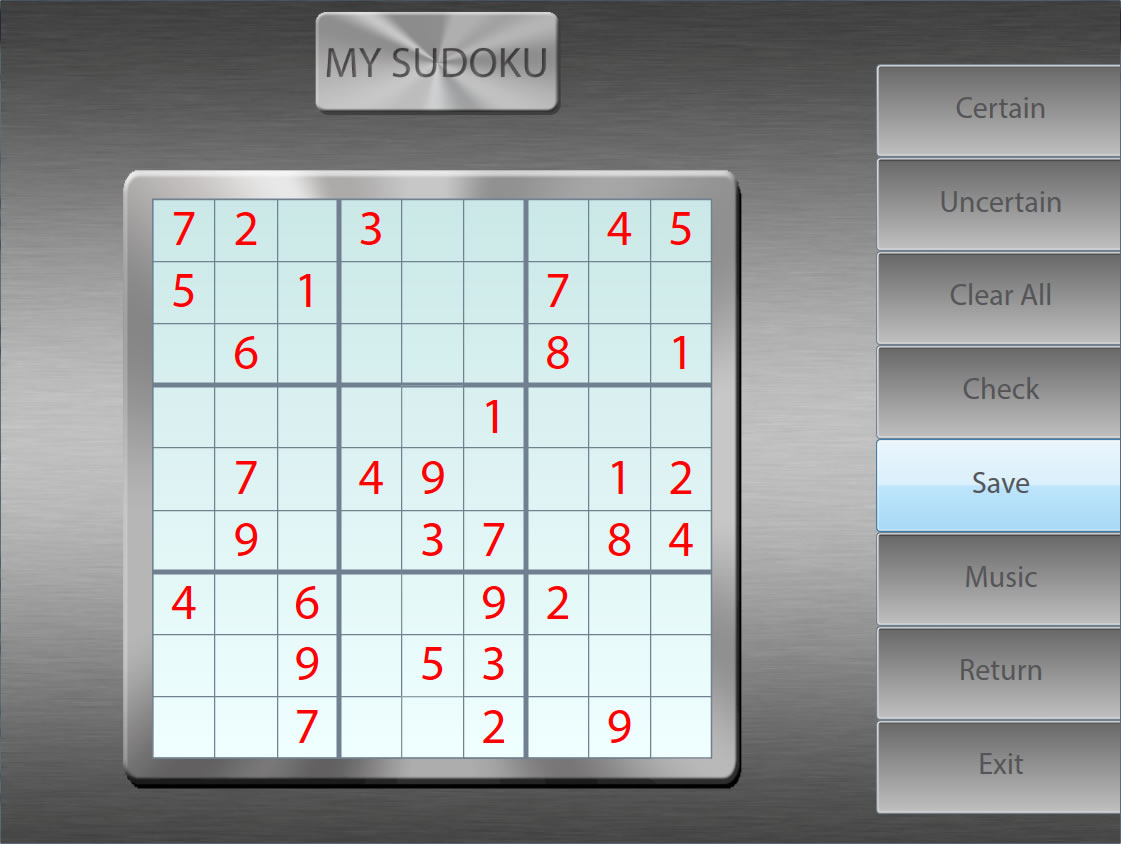 MY SUDOKU
7 2 3 4 5
5 1 7
6 8 1
1
7 4 9 1 2
9 3 7 8 4
4 6 9 2
9 5 3
7 2 9
Certain
Uncertain
Clear All
Check
Save
Music
Return
Exit